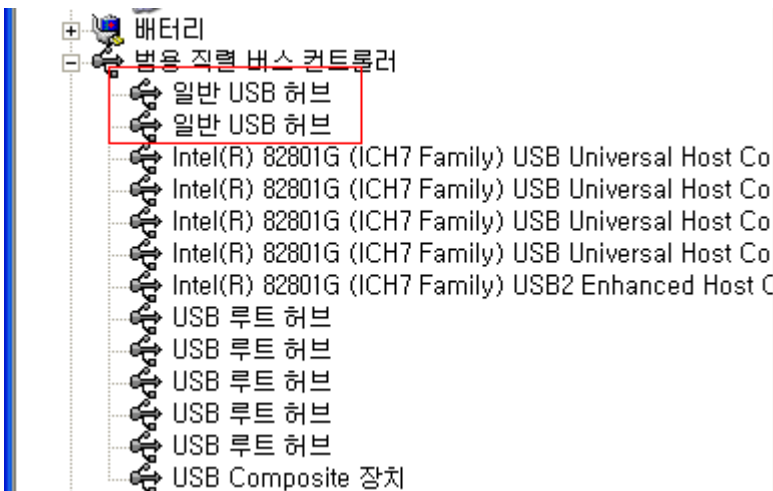 배터리
범용 직렬 버스 컨트롤러
일반 USB 허브
일반 USB 허브
Intel(R) 82801G (ICH7 Family) USB Universal Host Co
Intel(R) 82801G (ICH7 Family) USB Universal Host Co
Intel(R) 82801G (ICH7 Family) USB Universal Host Co
Intel(R) 82801G (ICH7 Family) USB Universal Host Co
Intel(R) 82801G (ICH7 Family) USB2 Enhanced Host C
USB 루트 허브
USB 루트 허브
USB 루트 허브
USB 루트 허브
USB 루트 허브
USB Composite 장치